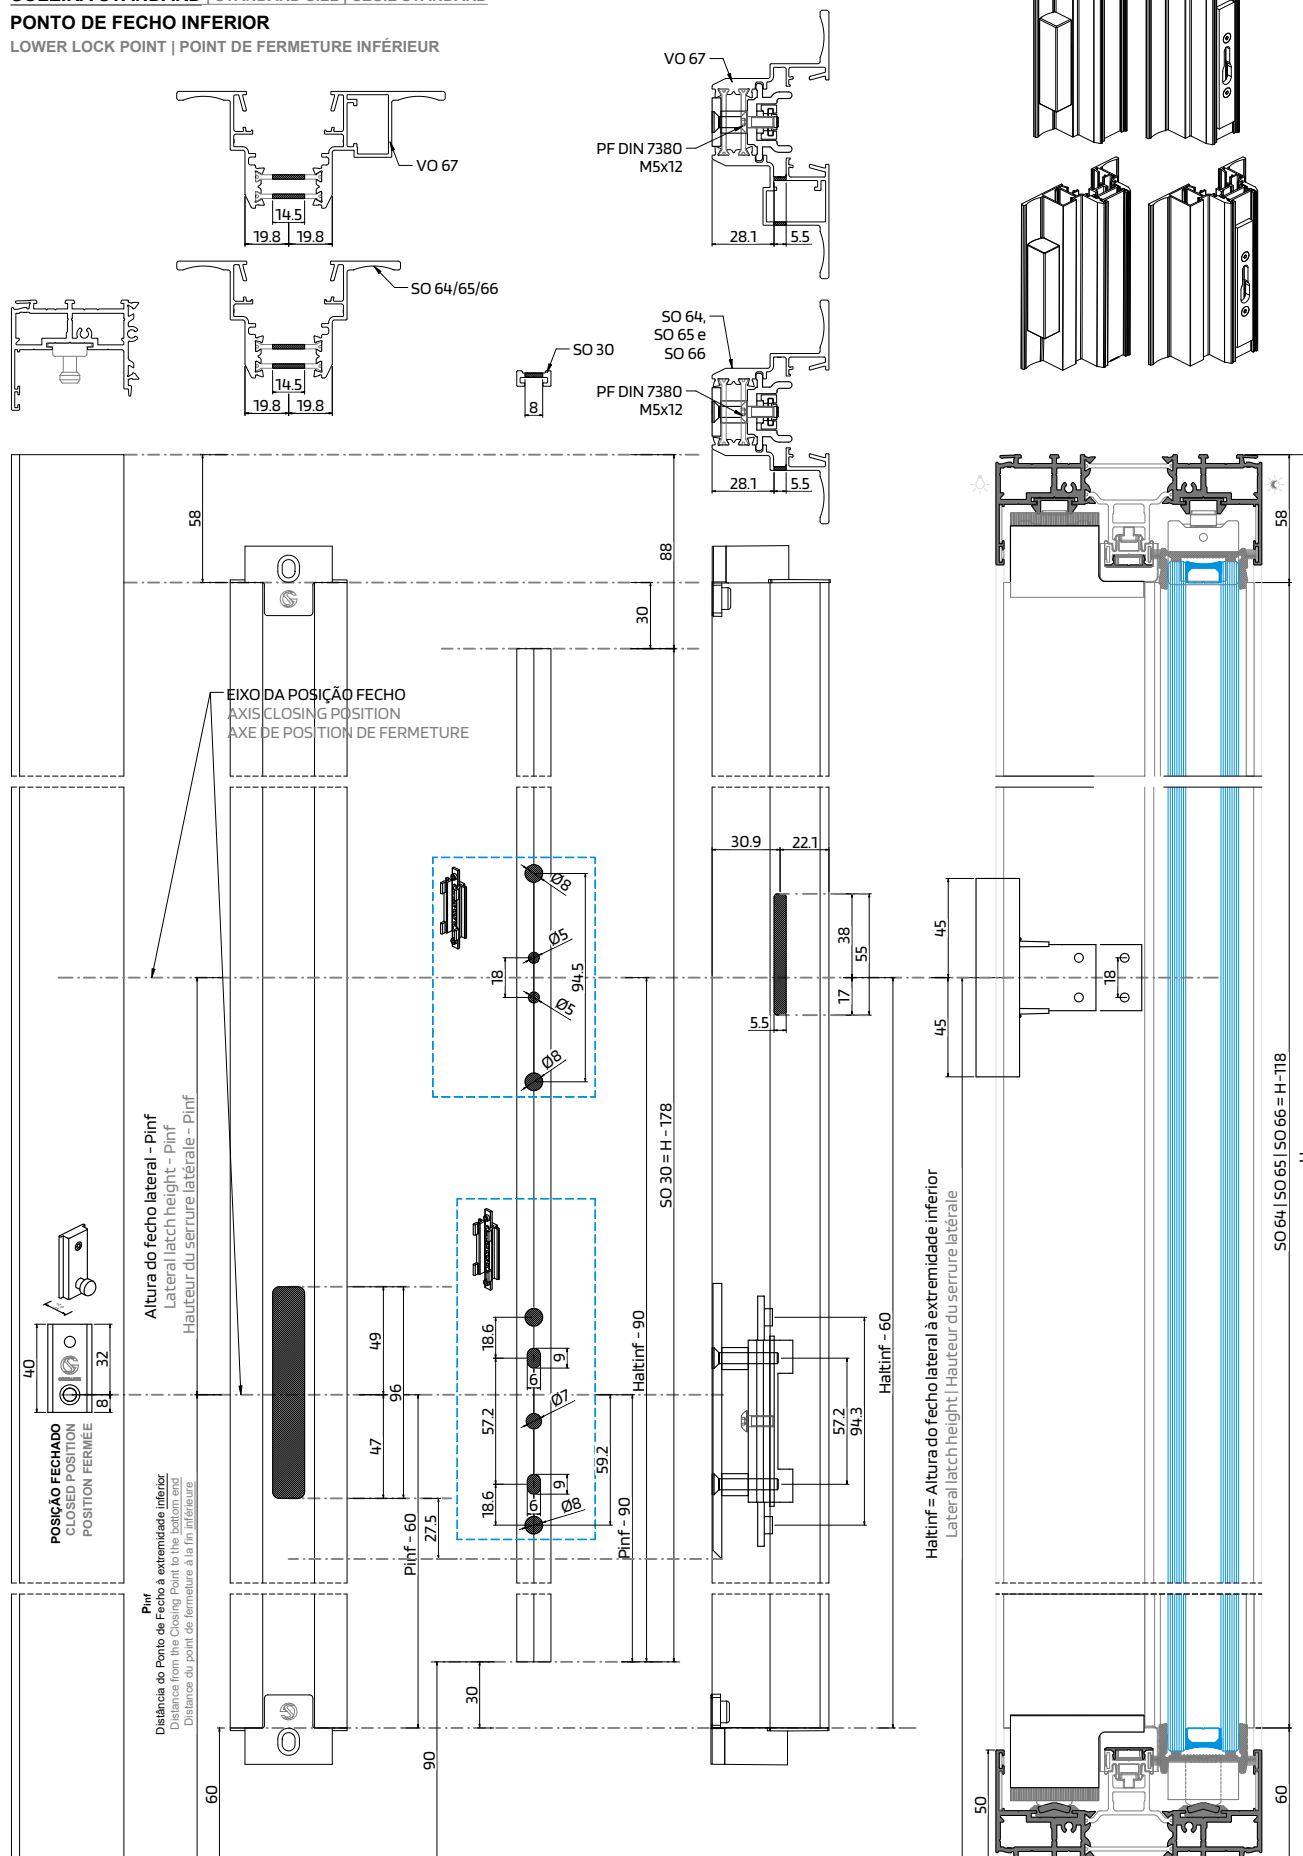 SOLEIRA STANDARD | STANDARD SILL | SEUIL STANDARD
PONTO DE FECHO INFERIOR
LOWER LOCK POINT | POINT DE FERMETURE INFÉRIEUR
VO 67
14.5
19.8
19.8
VO 67
PF DIN 7380
M5x12
28.1
5.5
SO 64/65/66
14.5
19.8
19.8
SO 30
8
SO 64,
SO 65 e
SO 66
PF DIN 7380
M5x12
28.1
5.5
58
88
30
58
EIXO DA POSIÇÃO FECHO
AXIS CLOSING POSITION
AXE DE POSITION DE FERMETURE
30.9
22.1
Ø8
Ø5
18
94.5
Ø5
Ø8
38
55
17
5.5
45
45
18
Altura do fecho lateral - Pinf
Lateral latch height - Pinf
Hauteur du serrure latérale - Pinf
SO 30 = H - 178
SO 64 | SO 65 | SO 66 = H-118
H
40
32
8
POSIÇÃO FECHADO
CLOSED POSITION
POSITION FERMÉE
49
96
47
27.5
18.6
9
6
57.2
Ø7
59.2
18.6
9
6
Ø8
57.2
94.3
Haltinf - 90
Haltinf - 60
Pinf - 60
Pinf - 90
Haltinf = Altura do fecho lateral à extremidade inferior
Lateral latch height | Hauteur du serrure latérale
Pinf
Distância do Ponto de Fecho à extremidade inferior
Distance from the Closing Point to the bottom end
Distance du point de fermeture à la fin inférieure
30
90
60
50
60